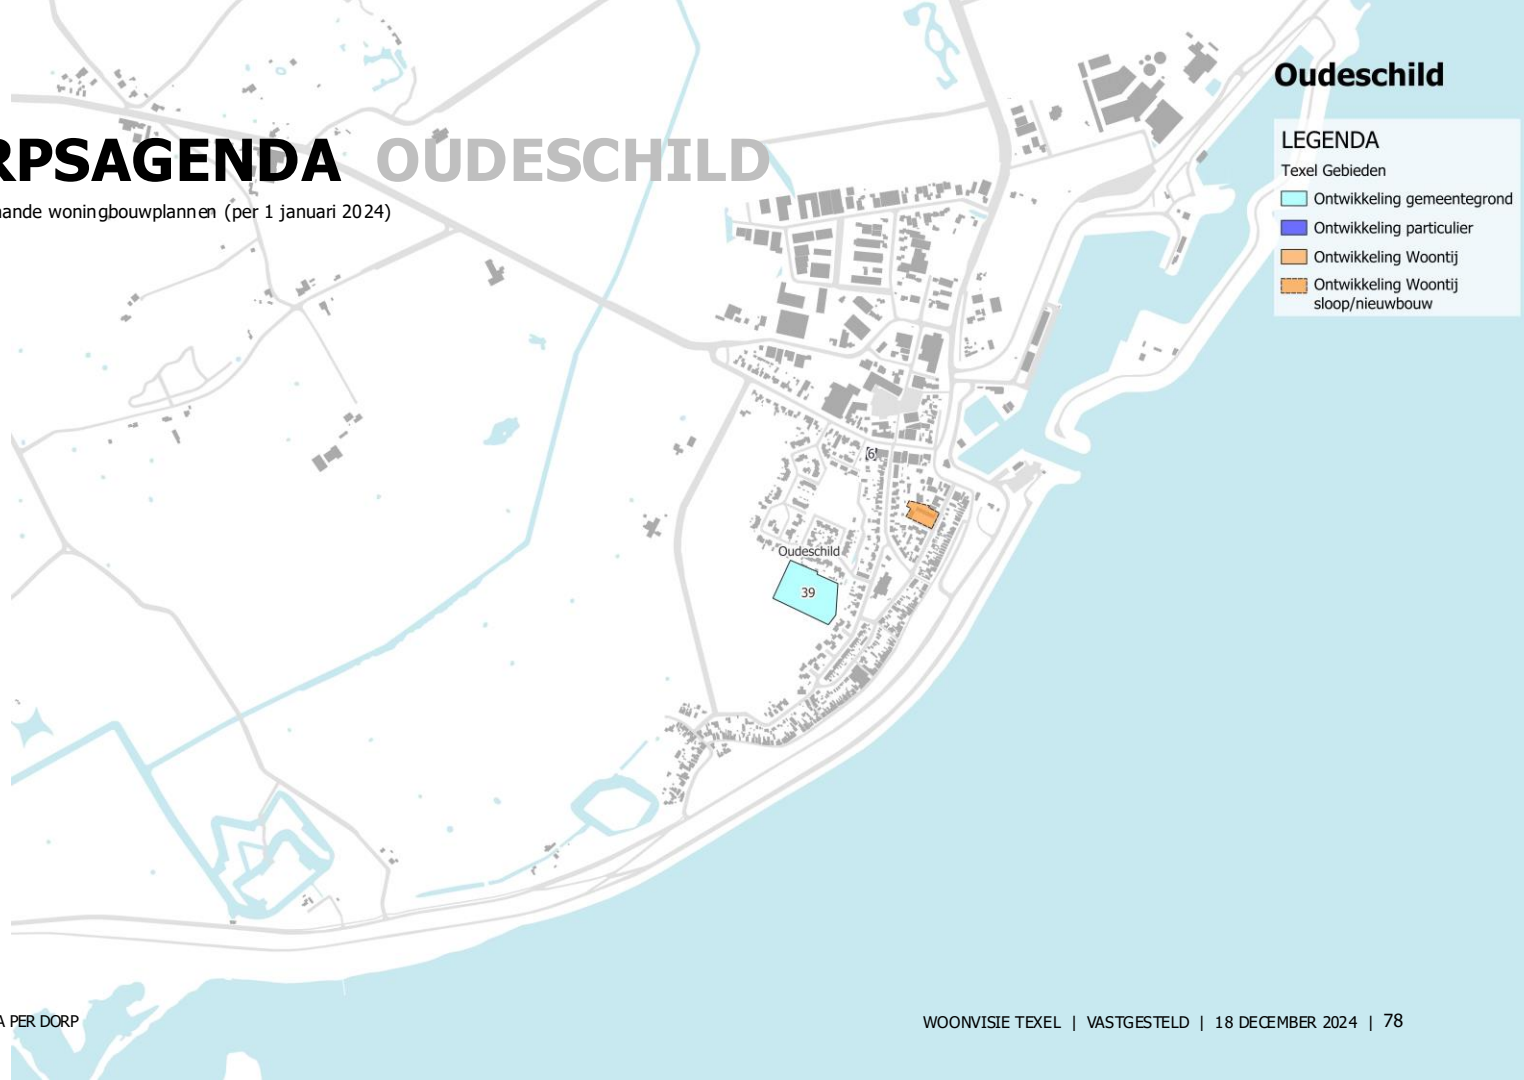 RPSAGENDA OUDESCHILD
ande woningbouwplannen (per 1 januari 2024)
Oudeschild
LEGENDA
Texel Gebieden
Ontwikkeling gemeentegrond
Ontwikkeling particulier
Ontwikkeling Woontij
Ontwikkeling Woontij
sloop/nieuwbouw
[6]
Oudeschild
39
A PER DORP
WOONVISIE TEXEL | VASTGESTELD | 18 DECEMBER 2024 | 78